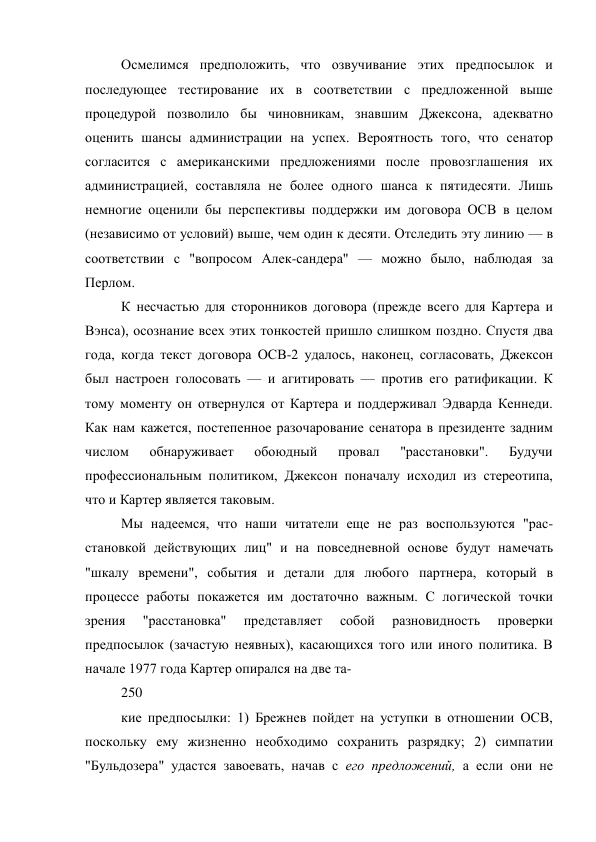 Осмелимся предположить, что озвучивание этих предпосылок и
последующее тестирование их в соответствии с предложенной выше
процедурой позволило бы чиновникам, знавшим Джексона, адекватно
оценить шансы администрации на успех. Вероятность того, что сенатор
согласится с американскими предложениями после провозглашения их
администрацией, составляла не более одного шанса к пятидесяти. Лишь
немногие оценили бы перспективы поддержки им договора ОСВ в целом
(независимо от условий) выше, чем один к десяти. Отследить эту линию — в
соответствии с "вопросом Алек-сандера" — можно было, наблюдая за
Перлом.
К несчастью для сторонников договора (прежде всего для Картера и
Вэнса), осознание всех этих тонкостей пришло слишком поздно. Спустя два
года, когда текст договора ОСВ-2 удалось, наконец, согласовать, Джексон
был настроен голосовать — и агитировать — против его ратификации. К
тому моменту он отвернулся от Картера и поддерживал Эдварда Кеннеди.
Как нам кажется, постепенное разочарование сенатора в президенте задним
числом обнаруживает обоюдный провал "расстановки". Будучи
профессиональным политиком, Джексон поначалу исходил из стереотипа,
что и Картер является таковым.
Мы надеемся, что наши читатели еще не раз воспользуются "рас-
становкой действующих лиц" и на повседневной основе будут намечать
"шкалу времени", события и детали для любого партнера, который в
процессе работы покажется им достаточно важным. С логической точки
зрения "расстановка" представляет собой разновидность проверки
предпосылок (зачастую неявных), касающихся того или иного политика. В
начале 1977 года Картер опирался на две та-
250
кие предпосылки: 1) Брежнев пойдет на уступки в отношении ОСВ,
поскольку ему жизненно необходимо сохранить разрядку; 2) симпатии
"Бульдозера" удастся завоевать, начав с его предложений, а если они не